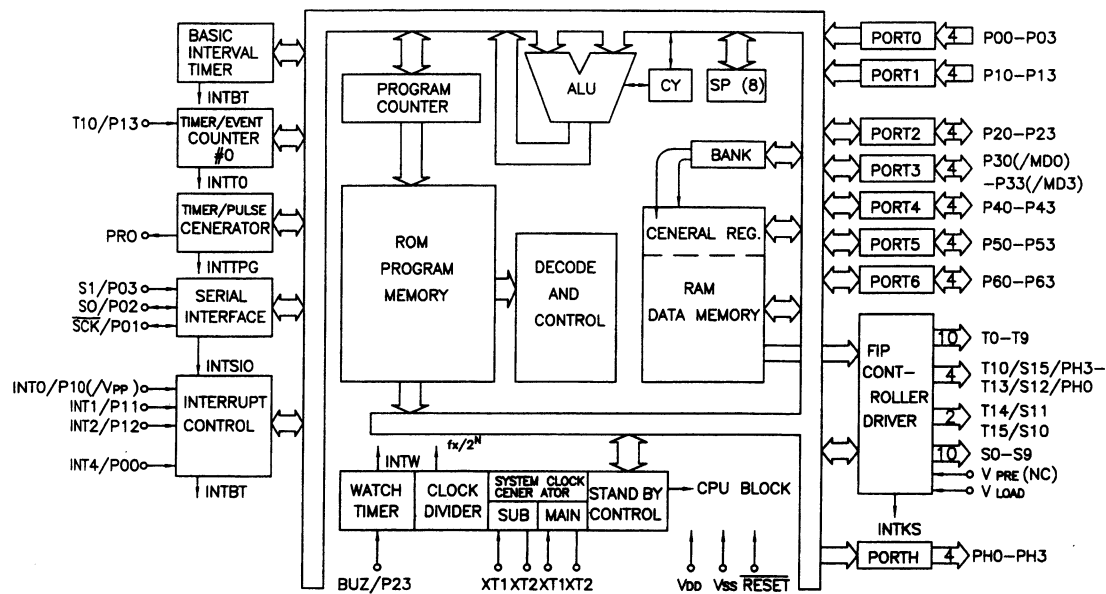 BASIC
INTERVAL
TIMER
INTBT
T10/P13
TIMER/EVENT
COUNTER
#0
INTT0
TIMER/PULSE
CENERATOR
PRO
INTTPG
S1/P03
SO/P02
SCK/P01
SERIAL
INTERFACE
INTSIO
INT0/P10(/VPP)
INT1/P11
INT2/P12
INT4/P00
INTERRUPT
CONTROL
INTBT
PROGRAM
COUNTER
ALU
CY
SP (8)
BANK
ROM
PROGRAM
MEMORY
DECODE
AND
CONTROL
CENERAL REG.
RAM
DATA MEMORY
INTW
fx/2N
WATCH
TIMER
CLOCK
DIVIDER
SYSTEM CLOCK
CENER ATOR
SUB
MAIN
STAND BY
CONTROL
CPU BLOCK
BUZ/P23
XT1 XT2 XT1 XT2
VDD
VSS
RESET
PORT0 4 P00-P03
PORT1 4 P10-P13
PORT2 4 P20-P23
PORT3 4 P30(/MD0)
-P33(/MD3)
PORT4 4 P40-P43
PORT5 4 P50-P53
PORT6 4 P60-P63
FIP
CONT-
ROLLER
DRIVER
10 T0-T9
4 T10/S15/PH3-
T13/S12/PH0
2 T14/S11
T15/S10
10 S0-S9
V PRE (NC)
V LOAD
INTKS
PORTH 4 PH0-PH3